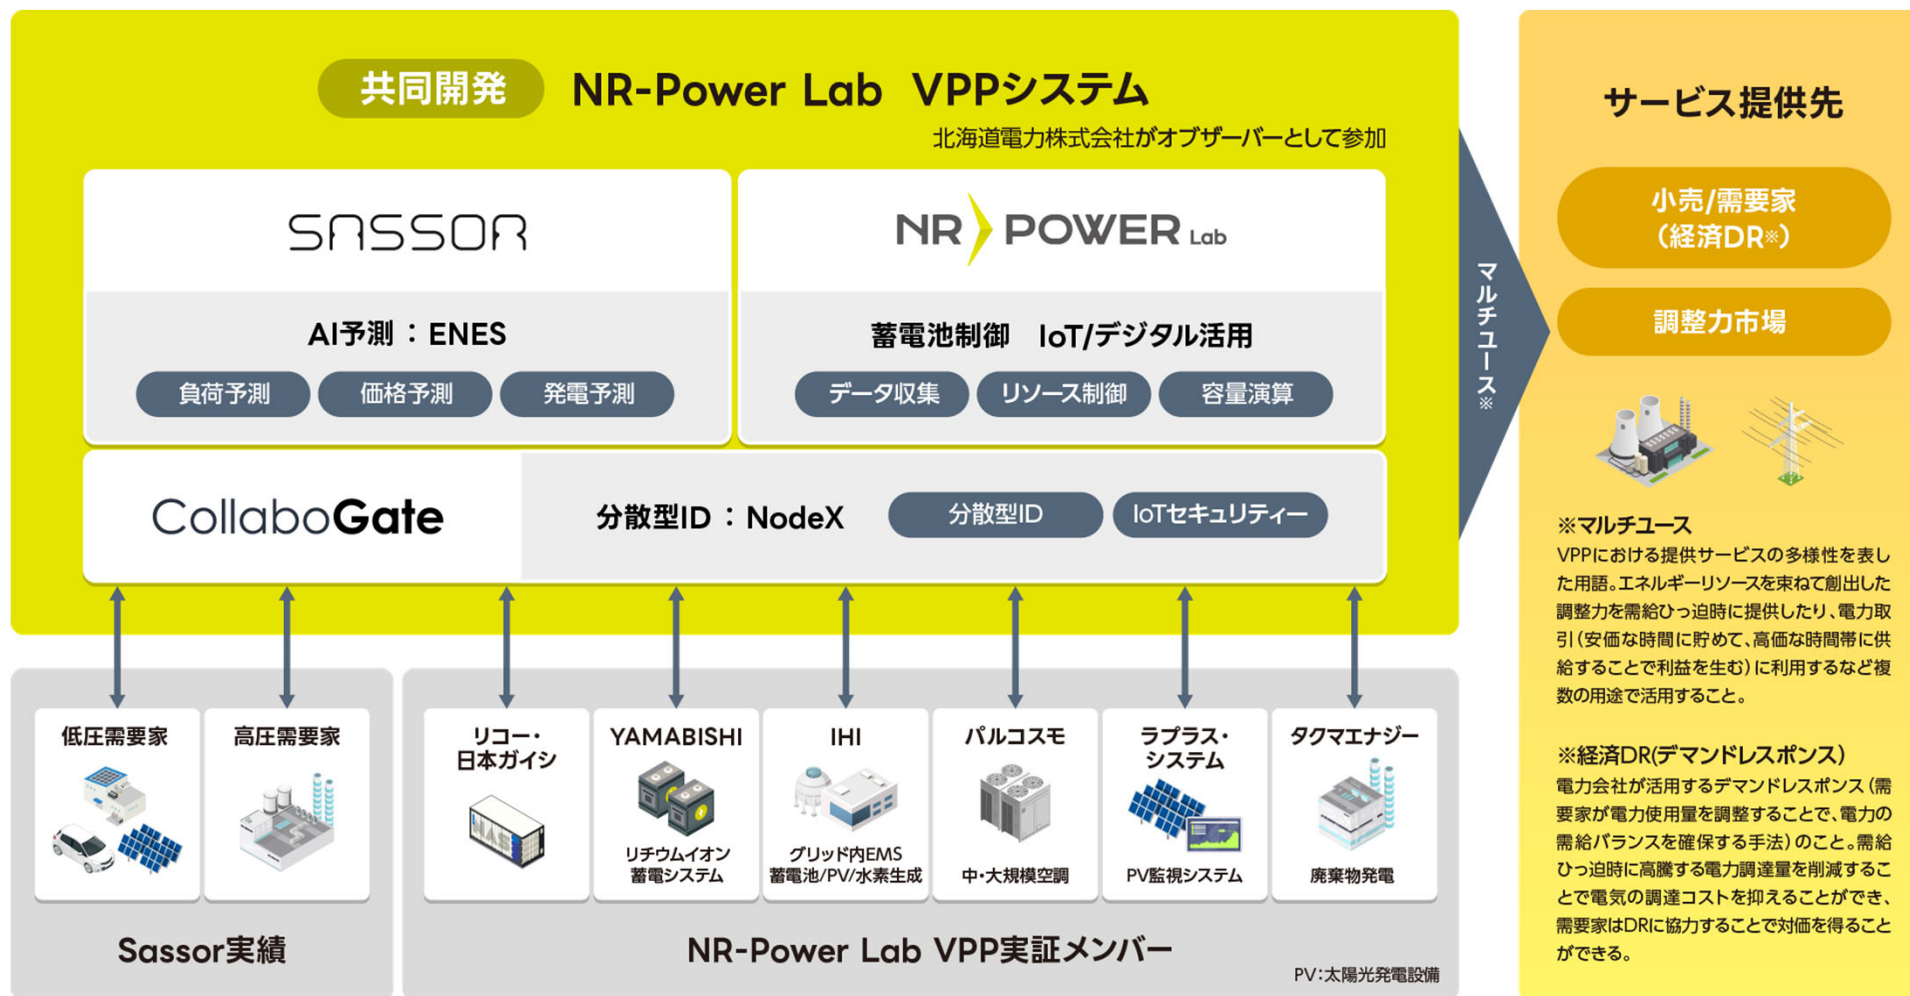 共同開発 NR-Power Lab VPPシステム
北海道電力株式会社がオブザーバーとして参加
SASSOR
AI予測：ENES
負荷予測 価格予測 発電予測
NR POWER Lab
蓄電池制御 IoT/デジタル活用
データ収集 リソース制御 容量演算
CollaboGate
分散型ID：NodeX
分散型ID IoTセキュリティー
マルチユース※
低圧需要家
高圧需要家
Sassor実績
リコー・
日本ガイシ
YAMABISHI
リチウムイオン
蓄電システム
IHI
グリッド内EMS
蓄電池/PV/水素生成
パルコスモ
中・大規模空調
ラプラス・
システム
PV監視システム
タクマエナジー
廃棄物発電
NR-Power Lab VPP実証メンバー
PV：太陽光発電設備
サービス提供先
小売/需要家
（経済DR※）
調整力市場
※マルチユース
VPPにおける提供サービスの多様性を表し
た用語。エネルギーリソースを束ねて創出した
調整力を需給ひっ迫時に提供したり、電力取
引（安価な時間に貯めて、高価な時間帯に供
給することで利益を生む）に利用するなど複
数の用途で活用すること。
※経済DR(デマンドレスポンス）
電力会社が活用するデマンドレスポンス（需
要家が電力使用量を調整することで、電力の
需給バランスを確保する手法）のこと。需給
ひっ迫時に高騰する電力調達量を削減するこ
とで電気の調達コストを抑えることができ、
需要家はDRに協力することで対価を得ること
ができる。